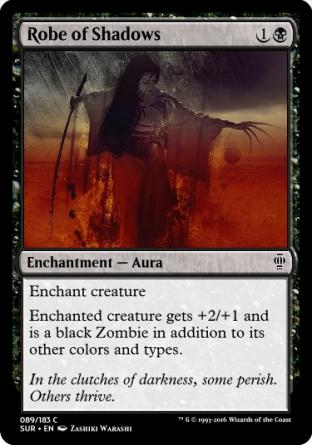 Robe of Shadows 1
Enchantment — Aura
Enchant creature
Enchanted creature gets +2/+1 and
is a black Zombie in addition to its
other colors and types.
In the clutches of darkness, some perish.
Others thrive.
089/183 C
SUR • EN Zashiki Warashi
™ & © 1993-2016 Wizards of the Coast